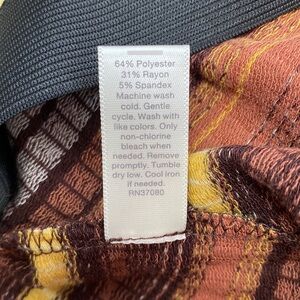 64% Polyester
31% Rayon
5% Spandex
Machine wash
cold. Gentle
cycle. Wash with
like colors. Only
non-chlorine
bleach when
needed. Remove
promptly. Tumble
dry low. Cool iron
if needed.
RN37080